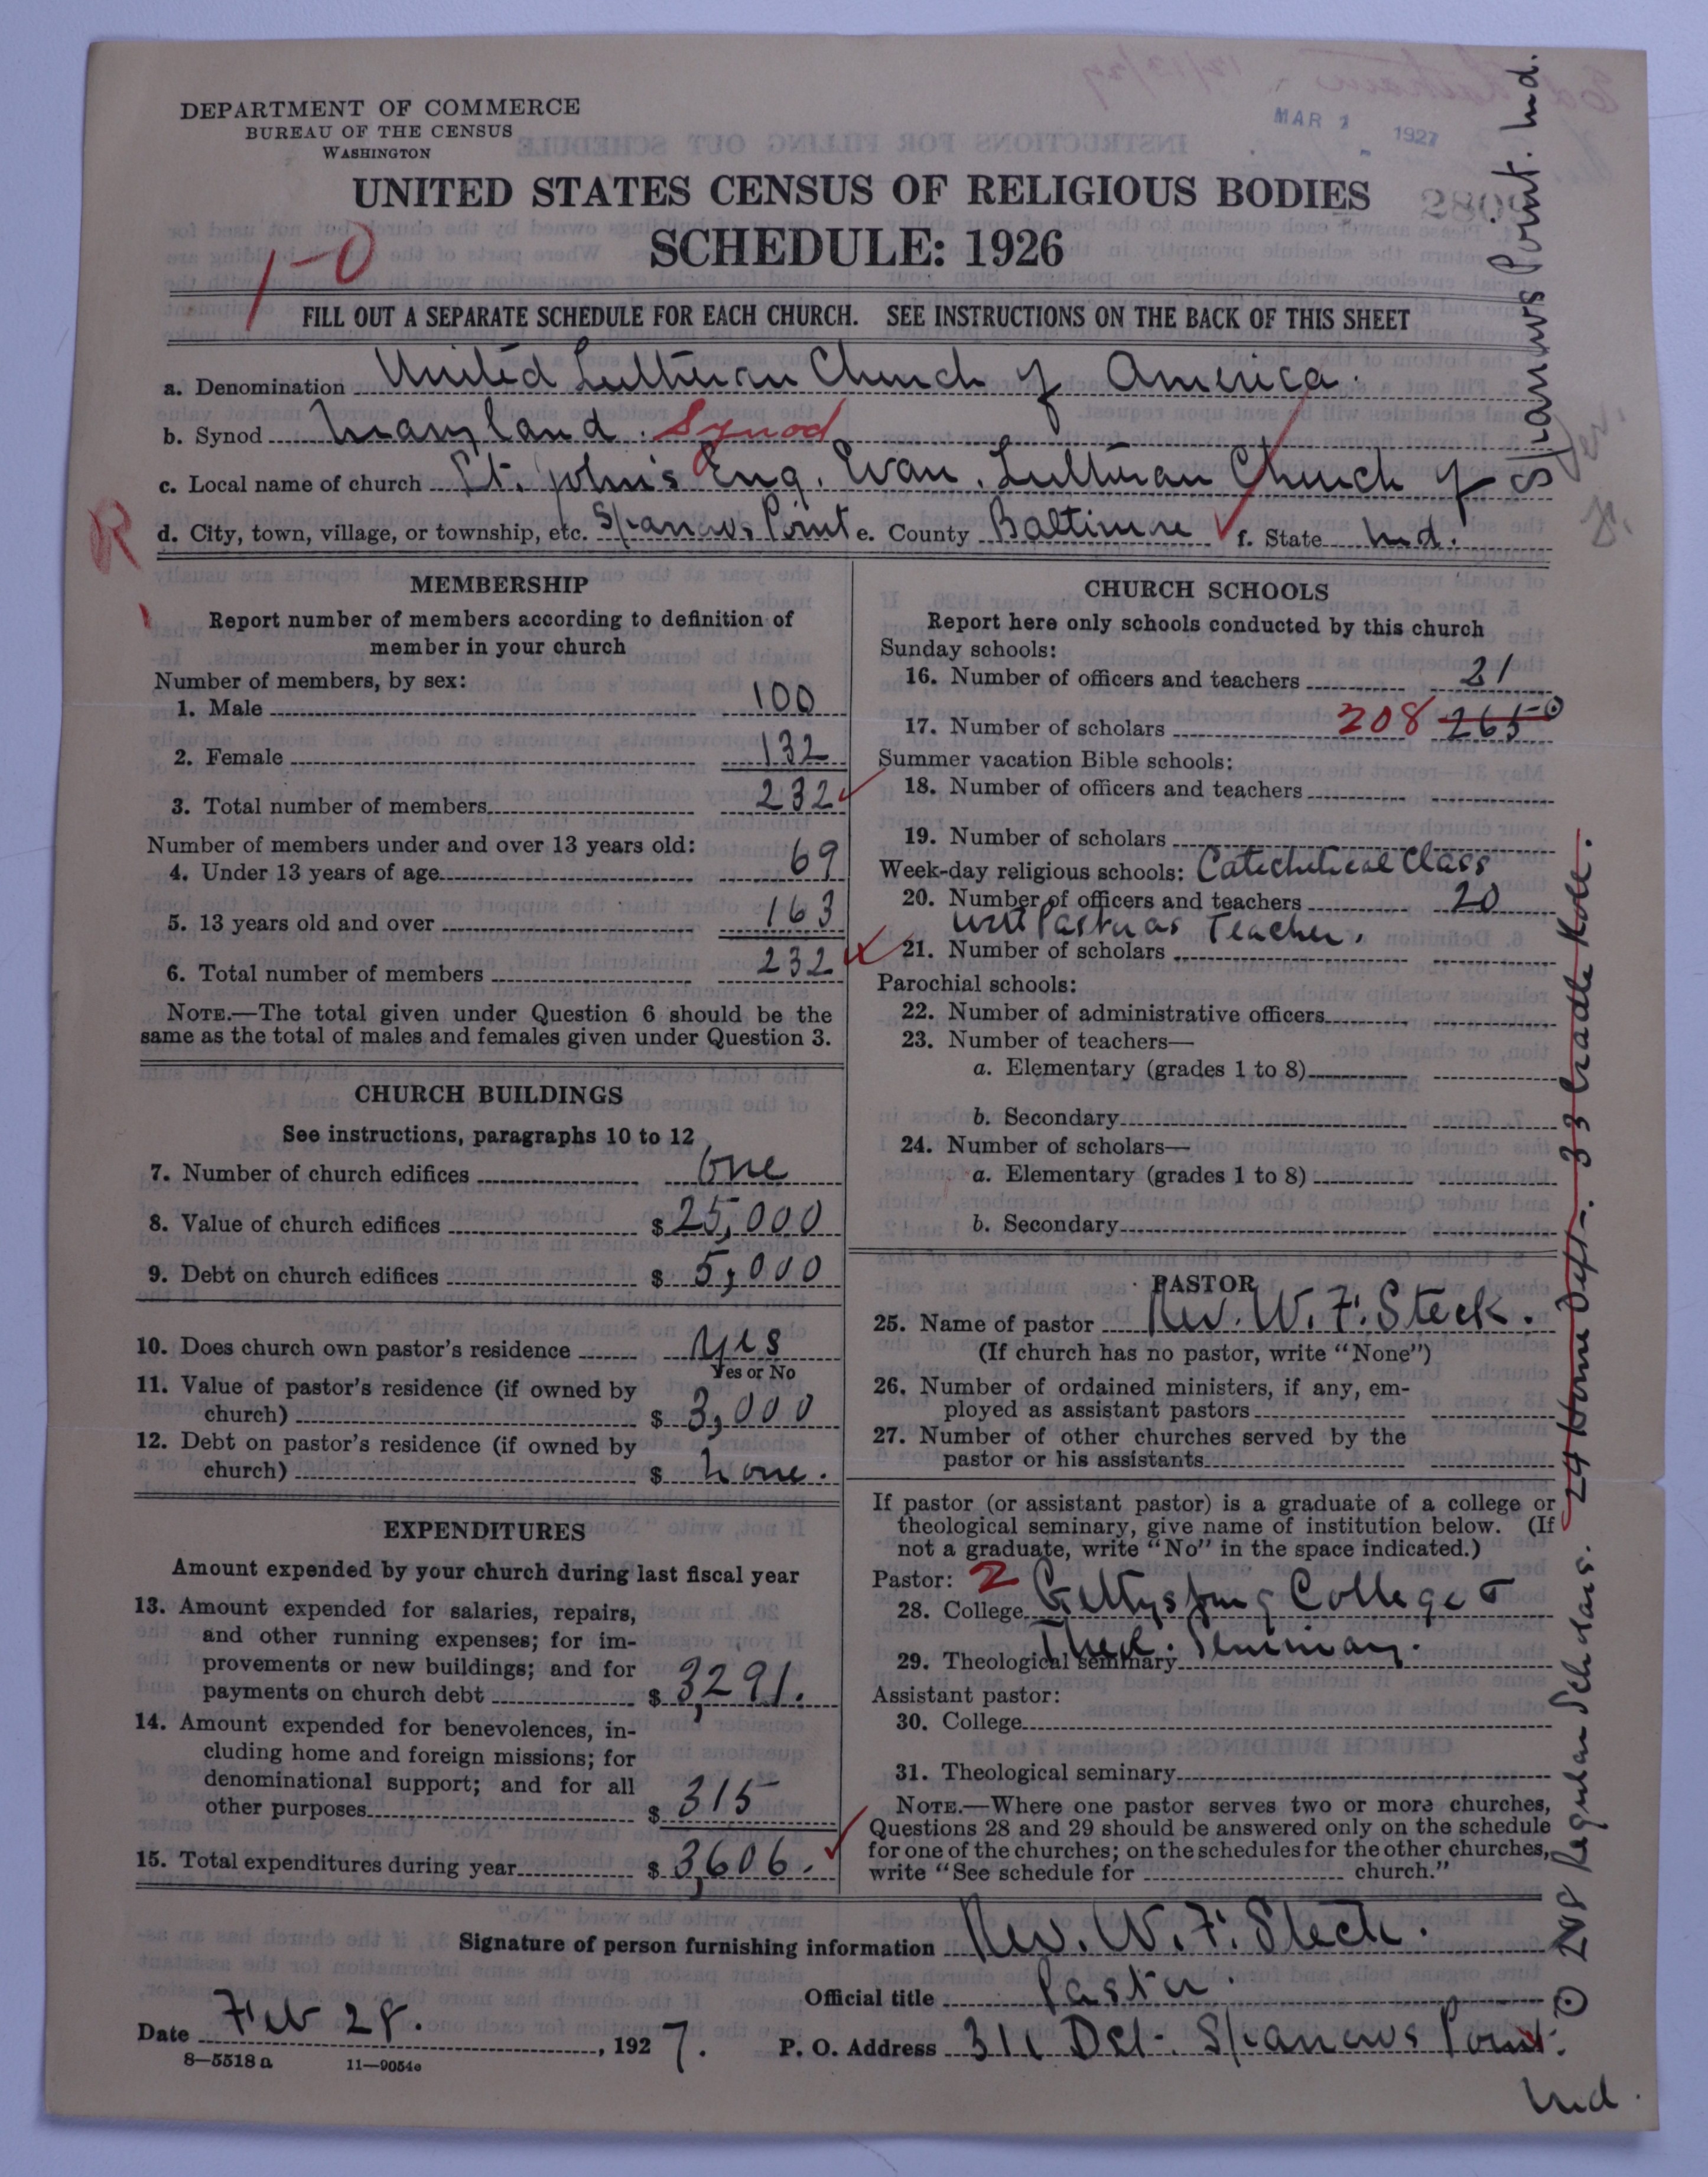 DEPARTMENT OF COMMERCE
BUREAU OF THE CENSUS
WASHINGTON
MAR 1 1927
UNITED STATES CENSUS OF RELIGIOUS BODIES
SCHEDULE: 1926
1-0
FILL OUT A SEPARATE SCHEDULE FOR EACH CHURCH. SEE INSTRUCTIONS ON THE BACK OF THIS SHEET
a. Denomination United Lutheran Church of America.
b. Synod Maryland. Synod
c. Local name of church St. John's Eng. Evan. Lutheran Church of Sparrows Point. Md.
R
d. City, town, village, or township, etc. Sparrows Point e. County Baltimore f. State Md.
MEMBERSHIP
Report number of members according to definition of
member in your church
Number of members, by sex:
1. Male 100
2. Female 132
3. Total number of members 232
Number of members under and over 13 years old:
4. Under 13 years of age 69
5. 13 years old and over 163
6. Total number of members 232
NOTE.—The total given under Question 6 should be the
same as the total of males and females given under Question 3.
CHURCH BUILDINGS
See instructions, paragraphs 10 to 12
7. Number of church edifices One
8. Value of church edifices $ 25,000
9. Debt on church edifices $ 5,000
10. Does church own pastor's residence Yes
Yes or No
11. Value of pastor's residence (if owned by
church) $ 3,000
12. Debt on pastor's residence (if owned by
church) $ None.
EXPENDITURES
Amount expended by your church during last fiscal year
13. Amount expended for salaries, repairs,
and other running expenses; for im-
provements or new buildings; and for
payments on church debt $ 3,291.
14. Amount expended for benevolences, in-
cluding home and foreign missions; for
denominational support; and for all
other purposes $ 315
15. Total expenditures during year $ 3,606.
CHURCH SCHOOLS
Report here only schools conducted by this church
Sunday schools:
16. Number of officers and teachers 21
17. Number of scholars 208 265
Summer vacation Bible schools:
18. Number of officers and teachers
19. Number of scholars
Week-day religious schools: Catechetical Class
20. Number of officers and teachers 20
with Pastor as Teacher.
21. Number of scholars
Parochial schools:
22. Number of administrative officers
23. Number of teachers—
a. Elementary (grades 1 to 8)
b. Secondary
24. Number of scholars—
a. Elementary (grades 1 to 8)
b. Secondary
PASTOR
25. Name of pastor Rev. W. F. Steck.
(If church has no pastor, write "None")
26. Number of ordained ministers, if any, em-
ployed as assistant pastors
27. Number of other churches served by the
pastor or his assistants
If pastor (or assistant pastor) is a graduate of a college or
theological seminary, give name of institution below. (If
not a graduate, write "No" in the space indicated.)
Pastor: 2
28. College Gettysburg College &
29. Theological seminary Theol. Seminary.
Assistant pastor:
30. College
31. Theological seminary
NOTE.—Where one pastor serves two or more churches,
Questions 28 and 29 should be answered only on the schedule
for one of the churches; on the schedules for the other churches,
write "See schedule for church."
208 Regular Scholars. 24 Home Dept. 33 Cradle Roll.
Signature of person furnishing information Rev. W. F. Steck.
Official title Pastor.
Date Feb 28. , 1927.
P. O. Address 311 D St. Sparrows Point.
Md.
8—5518 a 11—9054c